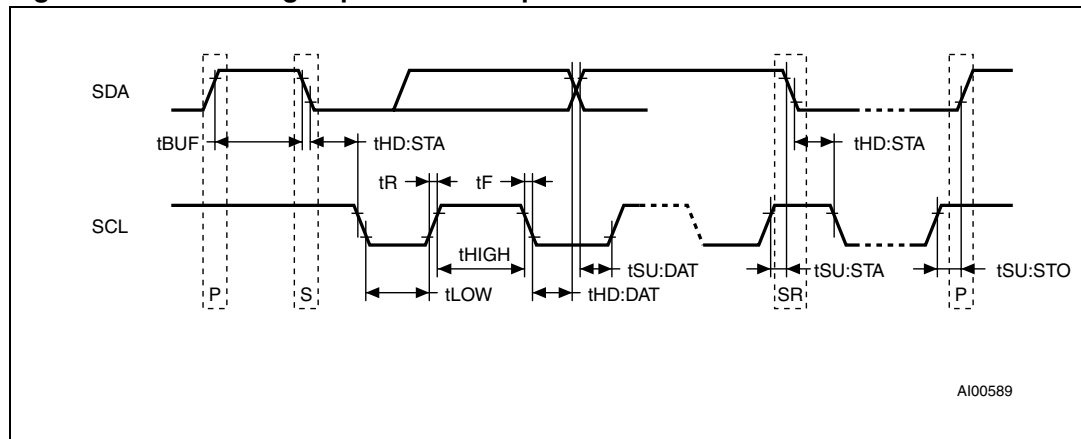 SDA
tBUF
tHD:STA
tHD:STA
tR
tF
SCL
tHIGH
tSU:DAT
tSU:STA
tSU:STO
P
S
tLOW
tHD:DAT
SR
P
AI00589